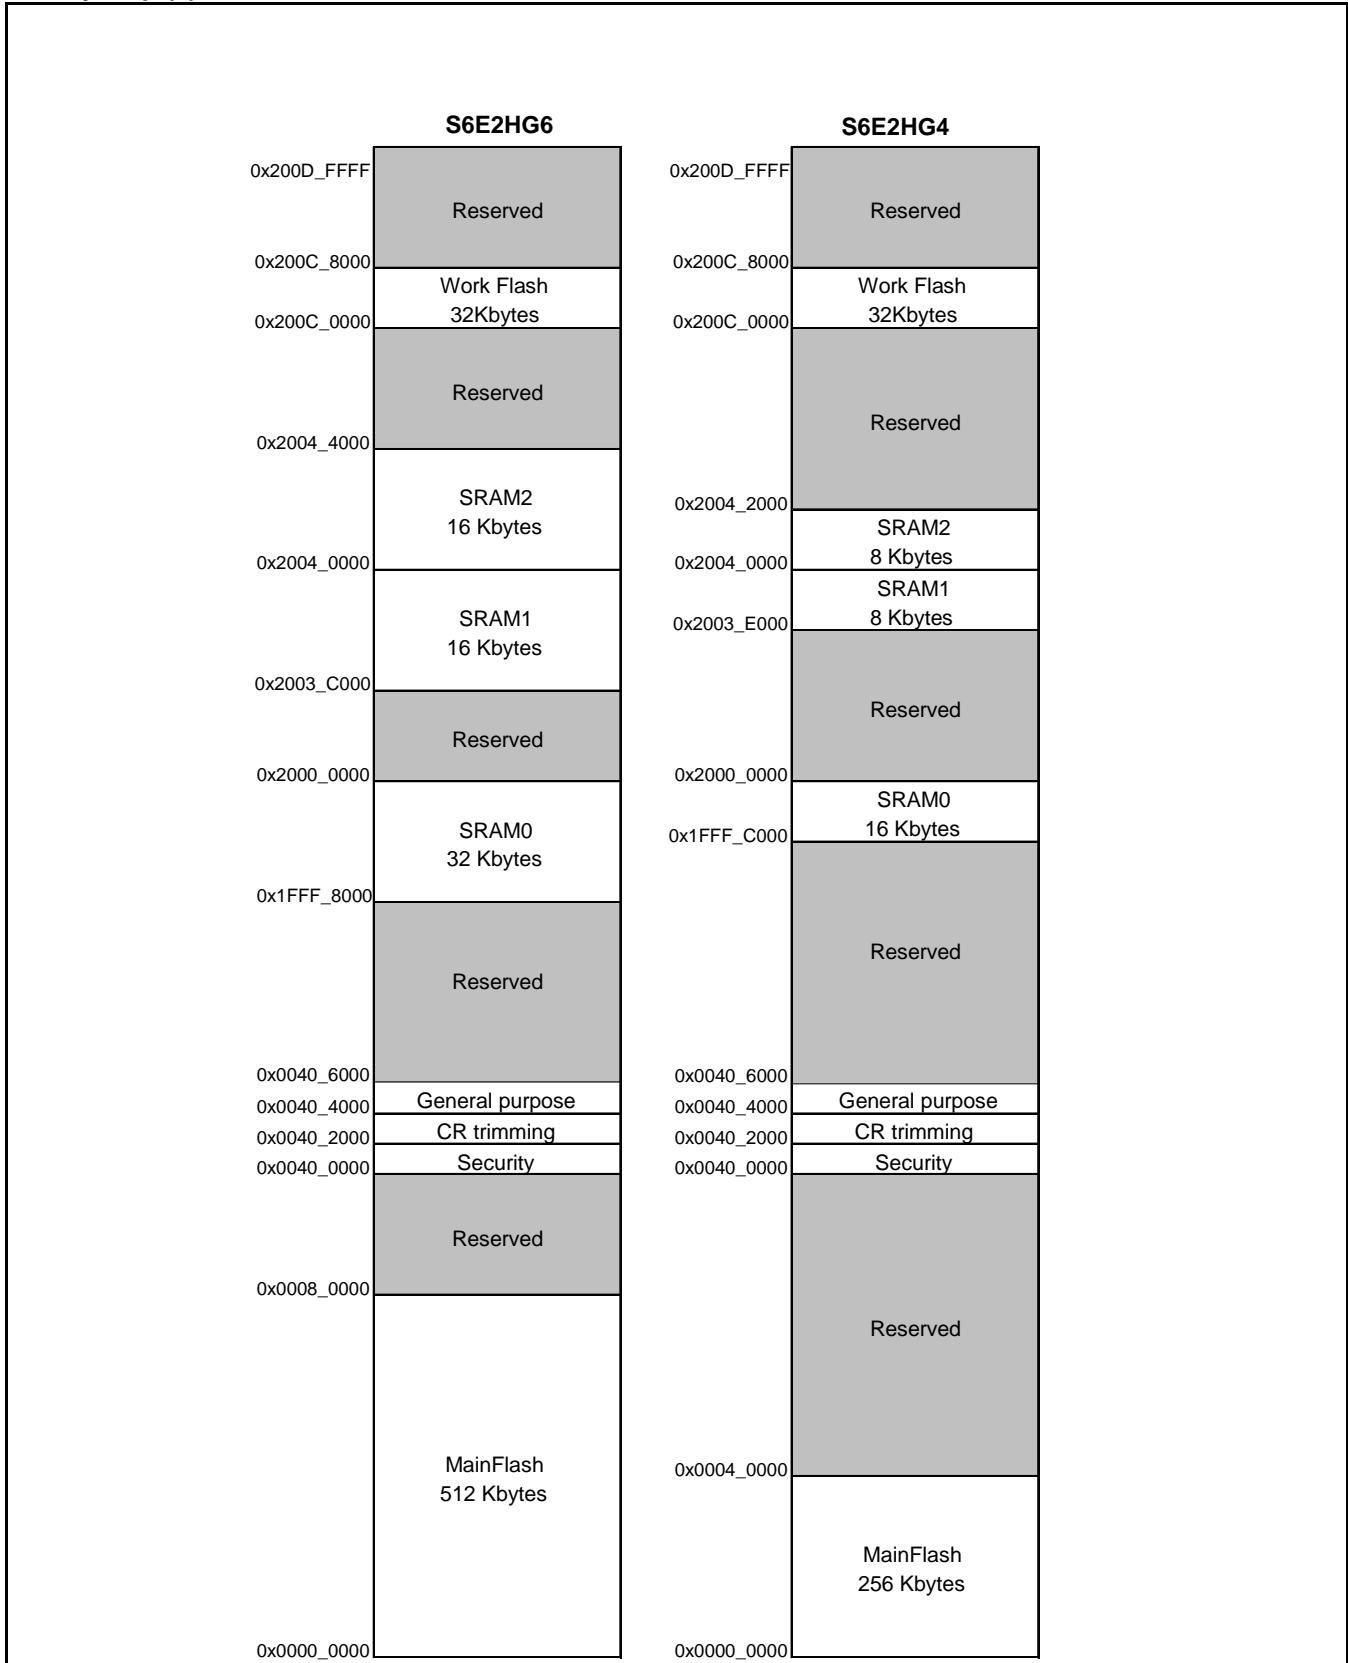 S6E2HG6
0x200D_FFFF
Reserved
0x200C_8000
Work Flash
32Kbytes
0x200C_0000
Reserved
0x2004_4000
SRAM2
16 Kbytes
0x2004_0000
SRAM1
16 Kbytes
0x2003_C000
Reserved
0x2000_0000
SRAM0
32 Kbytes
0x1FFF_8000
Reserved
0x0040_6000
General purpose
0x0040_4000
CR trimming
0x0040_2000
Security
0x0040_0000
Reserved
0x0008_0000
MainFlash
512 Kbytes
0x0000_0000
S6E2HG4
0x200D_FFFF
Reserved
0x200C_8000
Work Flash
32Kbytes
0x200C_0000
Reserved
0x2004_2000
SRAM2
8 Kbytes
0x2004_0000
SRAM1
8 Kbytes
0x2003_E000
Reserved
0x2000_0000
SRAM0
16 Kbytes
0x1FFF_C000
Reserved
0x0040_6000
General purpose
0x0040_4000
CR trimming
0x0040_2000
Security
0x0040_0000
Reserved
0x0004_0000
MainFlash
256 Kbytes
0x0000_0000